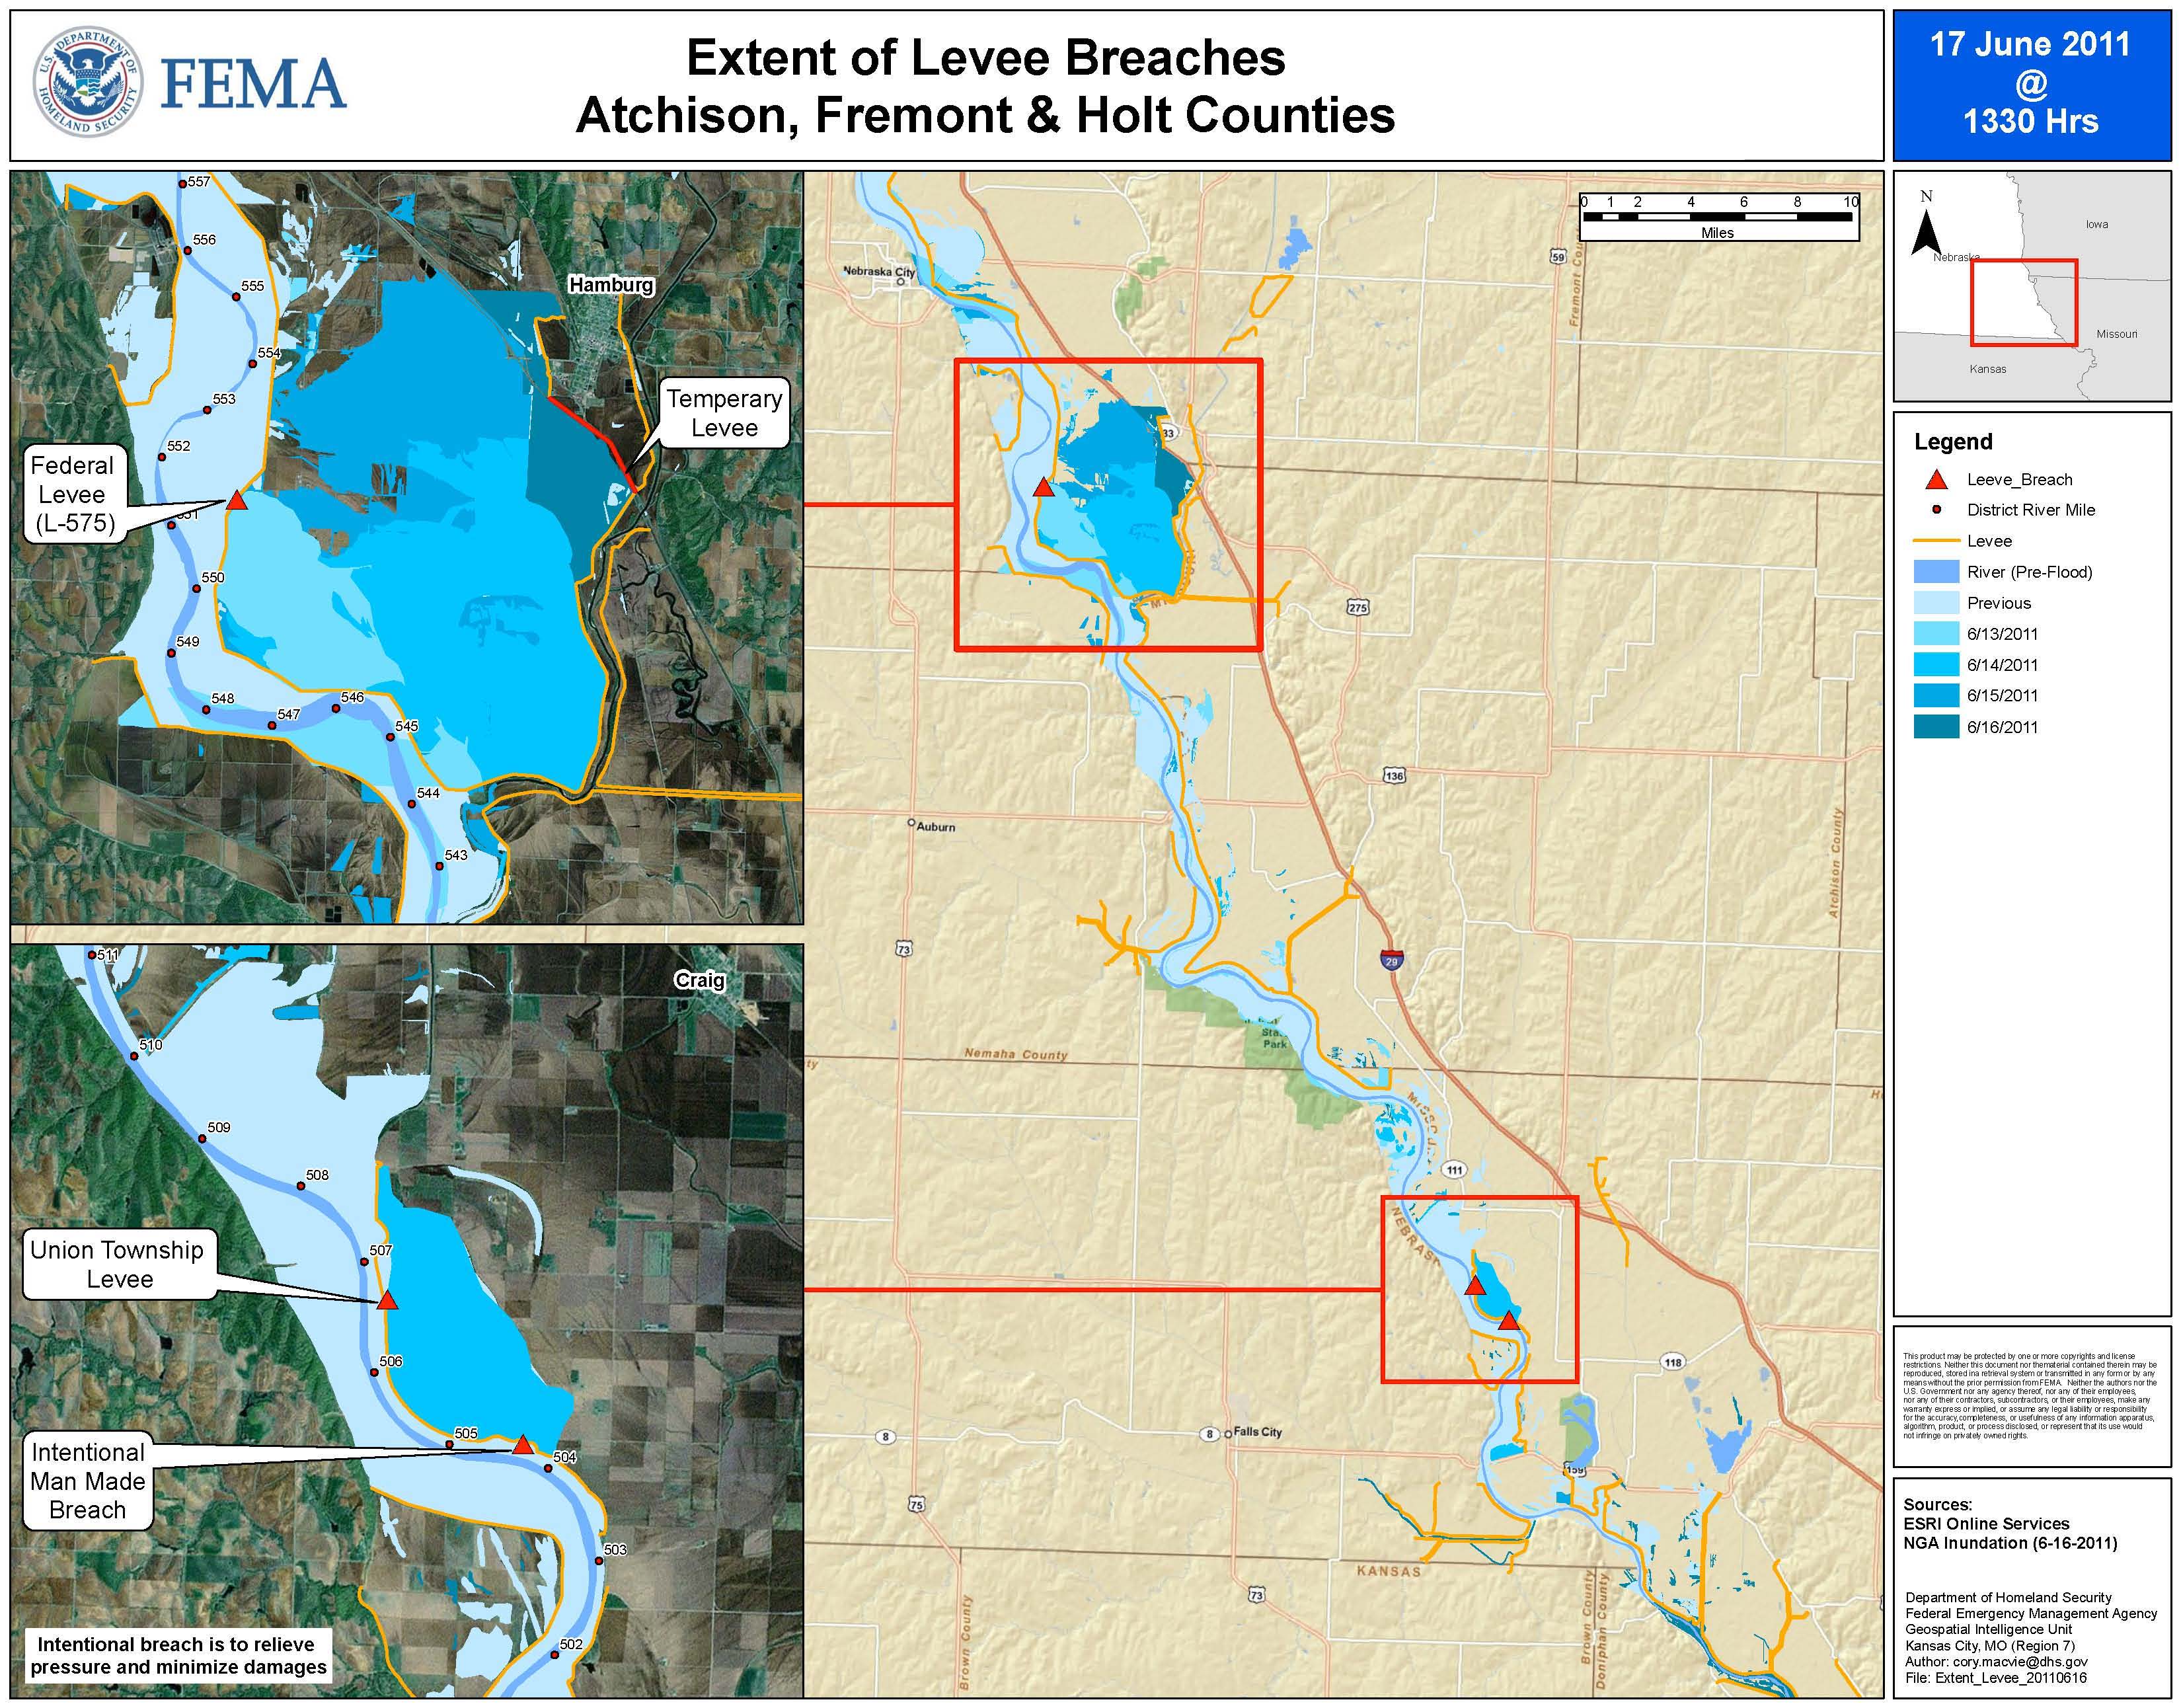 U.S. DEPARTMENT OF HOMELAND SECURITY
FEMA
Extent of Levee Breaches
Atchison, Fremont & Holt Counties
17 June 2011
@
1330 Hrs
557
556
555
554
553
552
551
550
549
548
547
546
545
544
543
Hamburg
Temperary
Levee
Federal
Levee
(L-575)
511
510
509
508
507
506
505
504
503
502
Craig
Union Township
Levee
Intentional
Man Made
Breach
Intentional breach is to relieve
pressure and minimize damages
0 1 2 4 6 8 10
Miles
Nebraska City
59
Fremont Cou
33
275
136
Auburn
Atchison County
73
29
Sta
Park
Nemaha County
ty
MISSOURI
111
NEBRASK
118
8
8
Falls City
159
75
73
KANSAS
Brown County
Brown County
Doniphan County
N
Iowa
Nebraska
Missouri
Kansas
Legend
Leeve_Breach
District River Mile
Levee
River (Pre-Flood)
Previous
6/13/2011
6/14/2011
6/15/2011
6/16/2011
This product may be protected by one or more copyrights and license
restrictions. Neither this document nor thematerial contained therein may be
reproduced, stored ina retrieval system or transmitted in any form or by any
means without the prior permission from FEMA. Neither the authors nor the
U.S. Government nor any agency thereof, nor any of their employees,
nor any of their contractors, subcontractors, or their employees, make any
warranty express or implied, or assume any legal liability or responsibility
for the accuracy, completeness, or usefulness of any information apparatus,
algorithm, product, or process disclosed, or represent that its use would
not infringe on privately owned rights.
Sources:
ESRI Online Services
NGA Inundation (6-16-2011)
Department of Homeland Security
Federal Emergency Management Agency
Geospatial Intelligence Unit
Kansas City, MO (Region 7)
Author: cory.macvie@dhs.gov
File: Extent_Levee_20110616